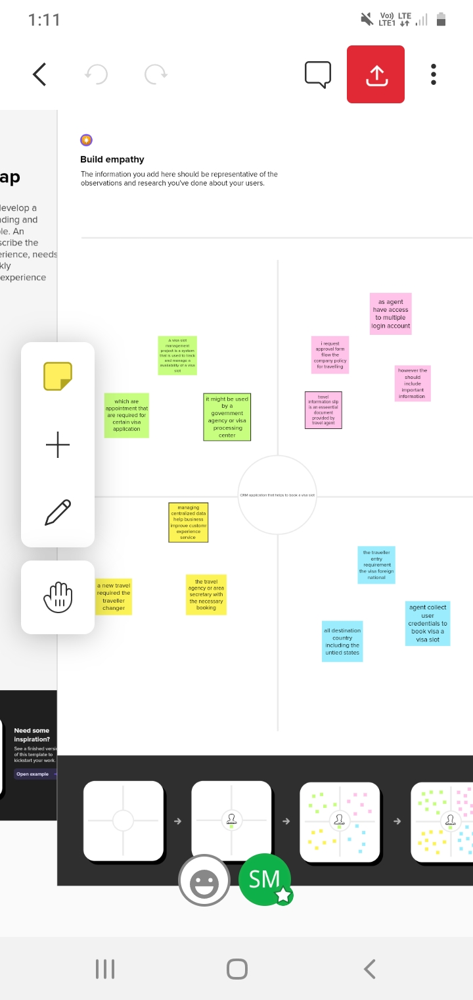 1:11
Vo)) LTE
LTE1
Build empathy
The information you add here should be representative of the
observations and research you've done about your users.
ap
develop a
nding and
ple. An
scribe the
erience, needs
kly
experience
A visa slot
management
project is a system
that is used to track
and manage a
availability of a visa
slot
which are
appointment that
are required for
certain visa
application
it might be used
by a
government
agency or visa
processing
center
as agent
have access
to multiple
login account
i request
approval form
fllow the
company policy
for travelling
however the
should
include
important
information
travel
information slip
is an esseential
document
provided by
travel agent
CRM application that helps to book a visa slot
managing
centralized data
help business
improve customr
experience
service
a new travel
required the
traveller
changer
the travel
agency or area
secretary with
the necessary
booking
the traveller
entry
requirement
the visa foreign
national
agent collect
user
credentials to
book visa a
visa slot
all destination
country
including the
untied states
Need some
inspiration?
See a finished versi
of this template to
kickstart your work.
Open example
SM